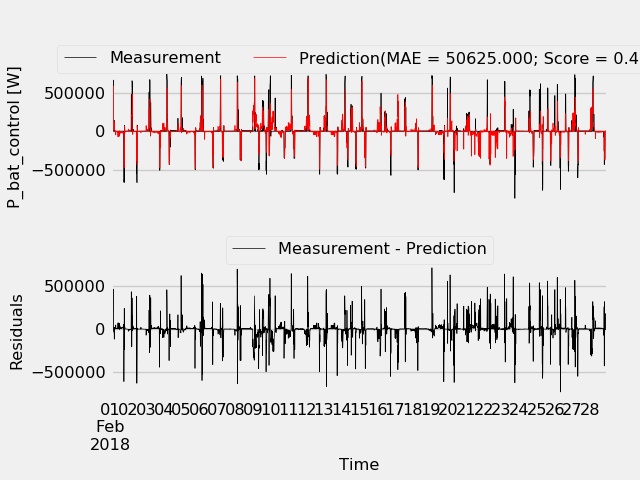 Measurement Prediction(MAE = 50625.000; Score = 0.4
P_bat_control [W]
500000
0
−500000
Measurement - Prediction
Residuals
500000
0
−500000
01020304050607080910111213141516171819202122232425262728
Feb
2018
Time